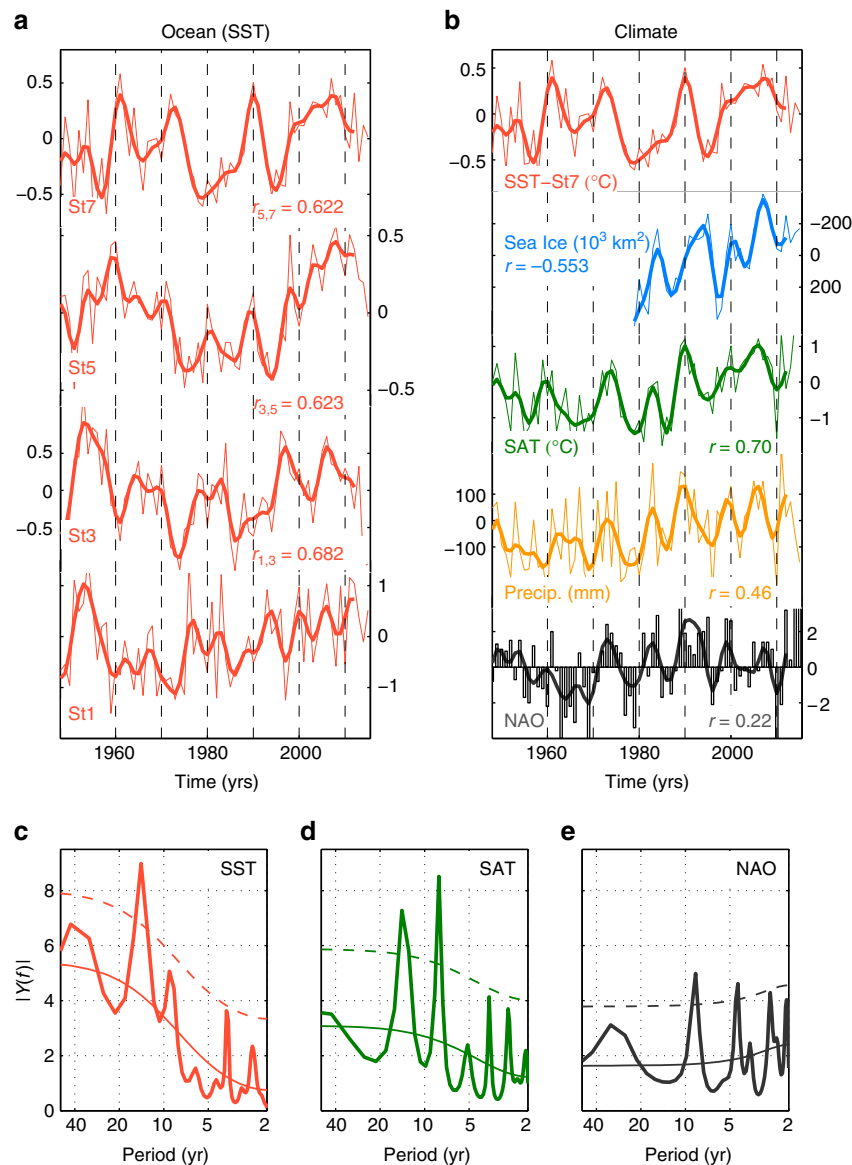 a
Ocean (SST)
0.5
0
−0.5
St7
r5,7 = 0.622
0.5
0
−0.5
St5
r3,5 = 0.623
0.5
0
−0.5
St3
r1,3 = 0.682
1
0
−1
St1
1960
1980
2000
Time (yrs)
b
Climate
0.5
0
−0.5
SST−St7 (°C)
Sea Ice (10³ km²)
r = −0.553
−200
0
200
1
0
−1
SAT (°C)
r = 0.70
100
0
−100
Precip. (mm)
r = 0.46
2
0
−2
NAO
r = 0.22
1960
1980
2000
Time (yrs)
c
SST
|Y(f)|
8
6
4
2
0
40 20 10 5 2
Period (yr)
d
SAT
40 20 10 5 2
Period (yr)
e
NAO
40 20 10 5 2
Period (yr)